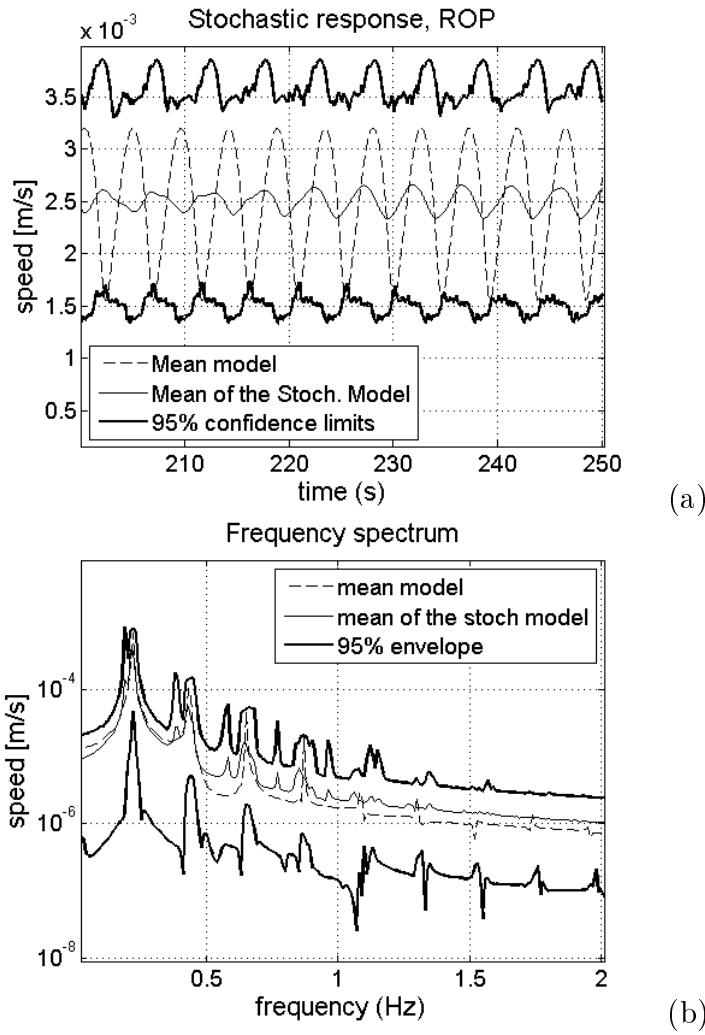 Stochastic response, ROP
x 10-3
3.5
3
2.5
2
1.5
1
0.5
speed [m/s]
Mean model
Mean of the Stoch. Model
95% confidence limits
210 220 230 240 250
time (s)
(a)
Frequency spectrum
mean model
mean of the stoch model
95% envelope
10-4
10-6
10-8
speed [m/s]
0.5 1 1.5 2
frequency (Hz)
(b)